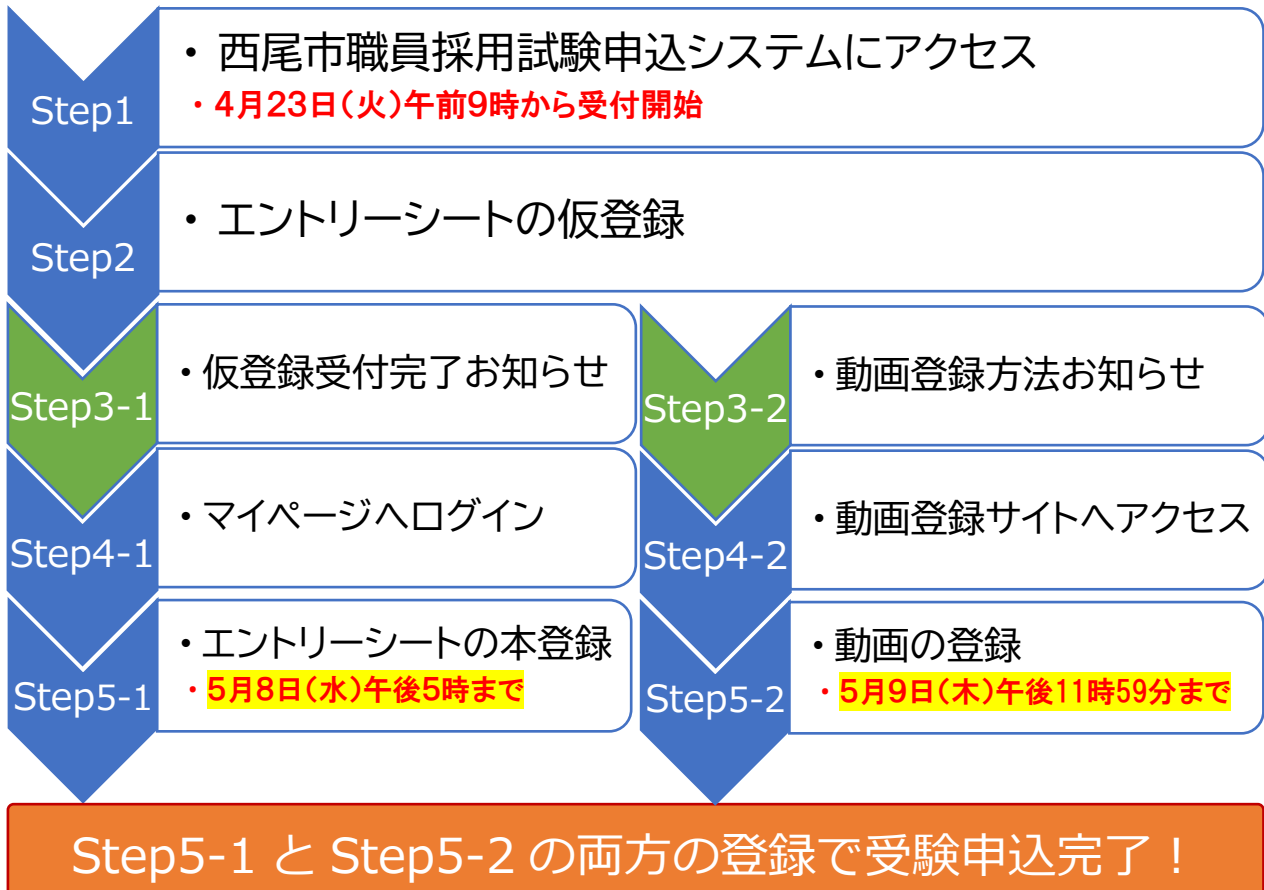 Step1
・ 西尾市職員採用試験申込システムにアクセス
・4月23日（火）午前9時から受付開始
Step2
・ エントリーシートの仮登録
Step3-1
・仮登録受付完了お知らせ
Step3-2
・動画登録方法お知らせ
Step4-1
・マイページへログイン
Step4-2
・動画登録サイトへアクセス
Step5-1
・エントリーシートの本登録
・5月8日（水）午後5時まで
Step5-2
・動画の登録
・5月9日（木）午後11時59分まで
Step5-1 と Step5-2 の両方の登録で受験申込完了！